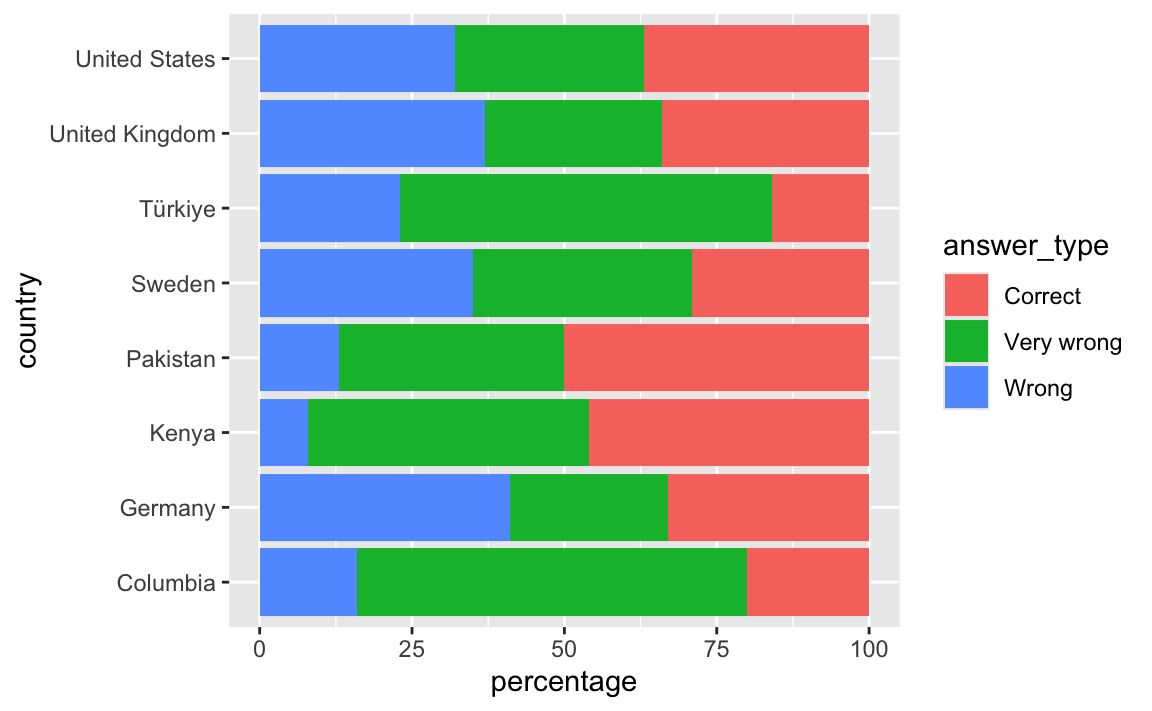 United States
United Kingdom
Türkiye
Sweden
Pakistan
Kenya
Germany
Columbia
country
0 25 50 75 100
percentage
answer_type
Correct
Very wrong
Wrong